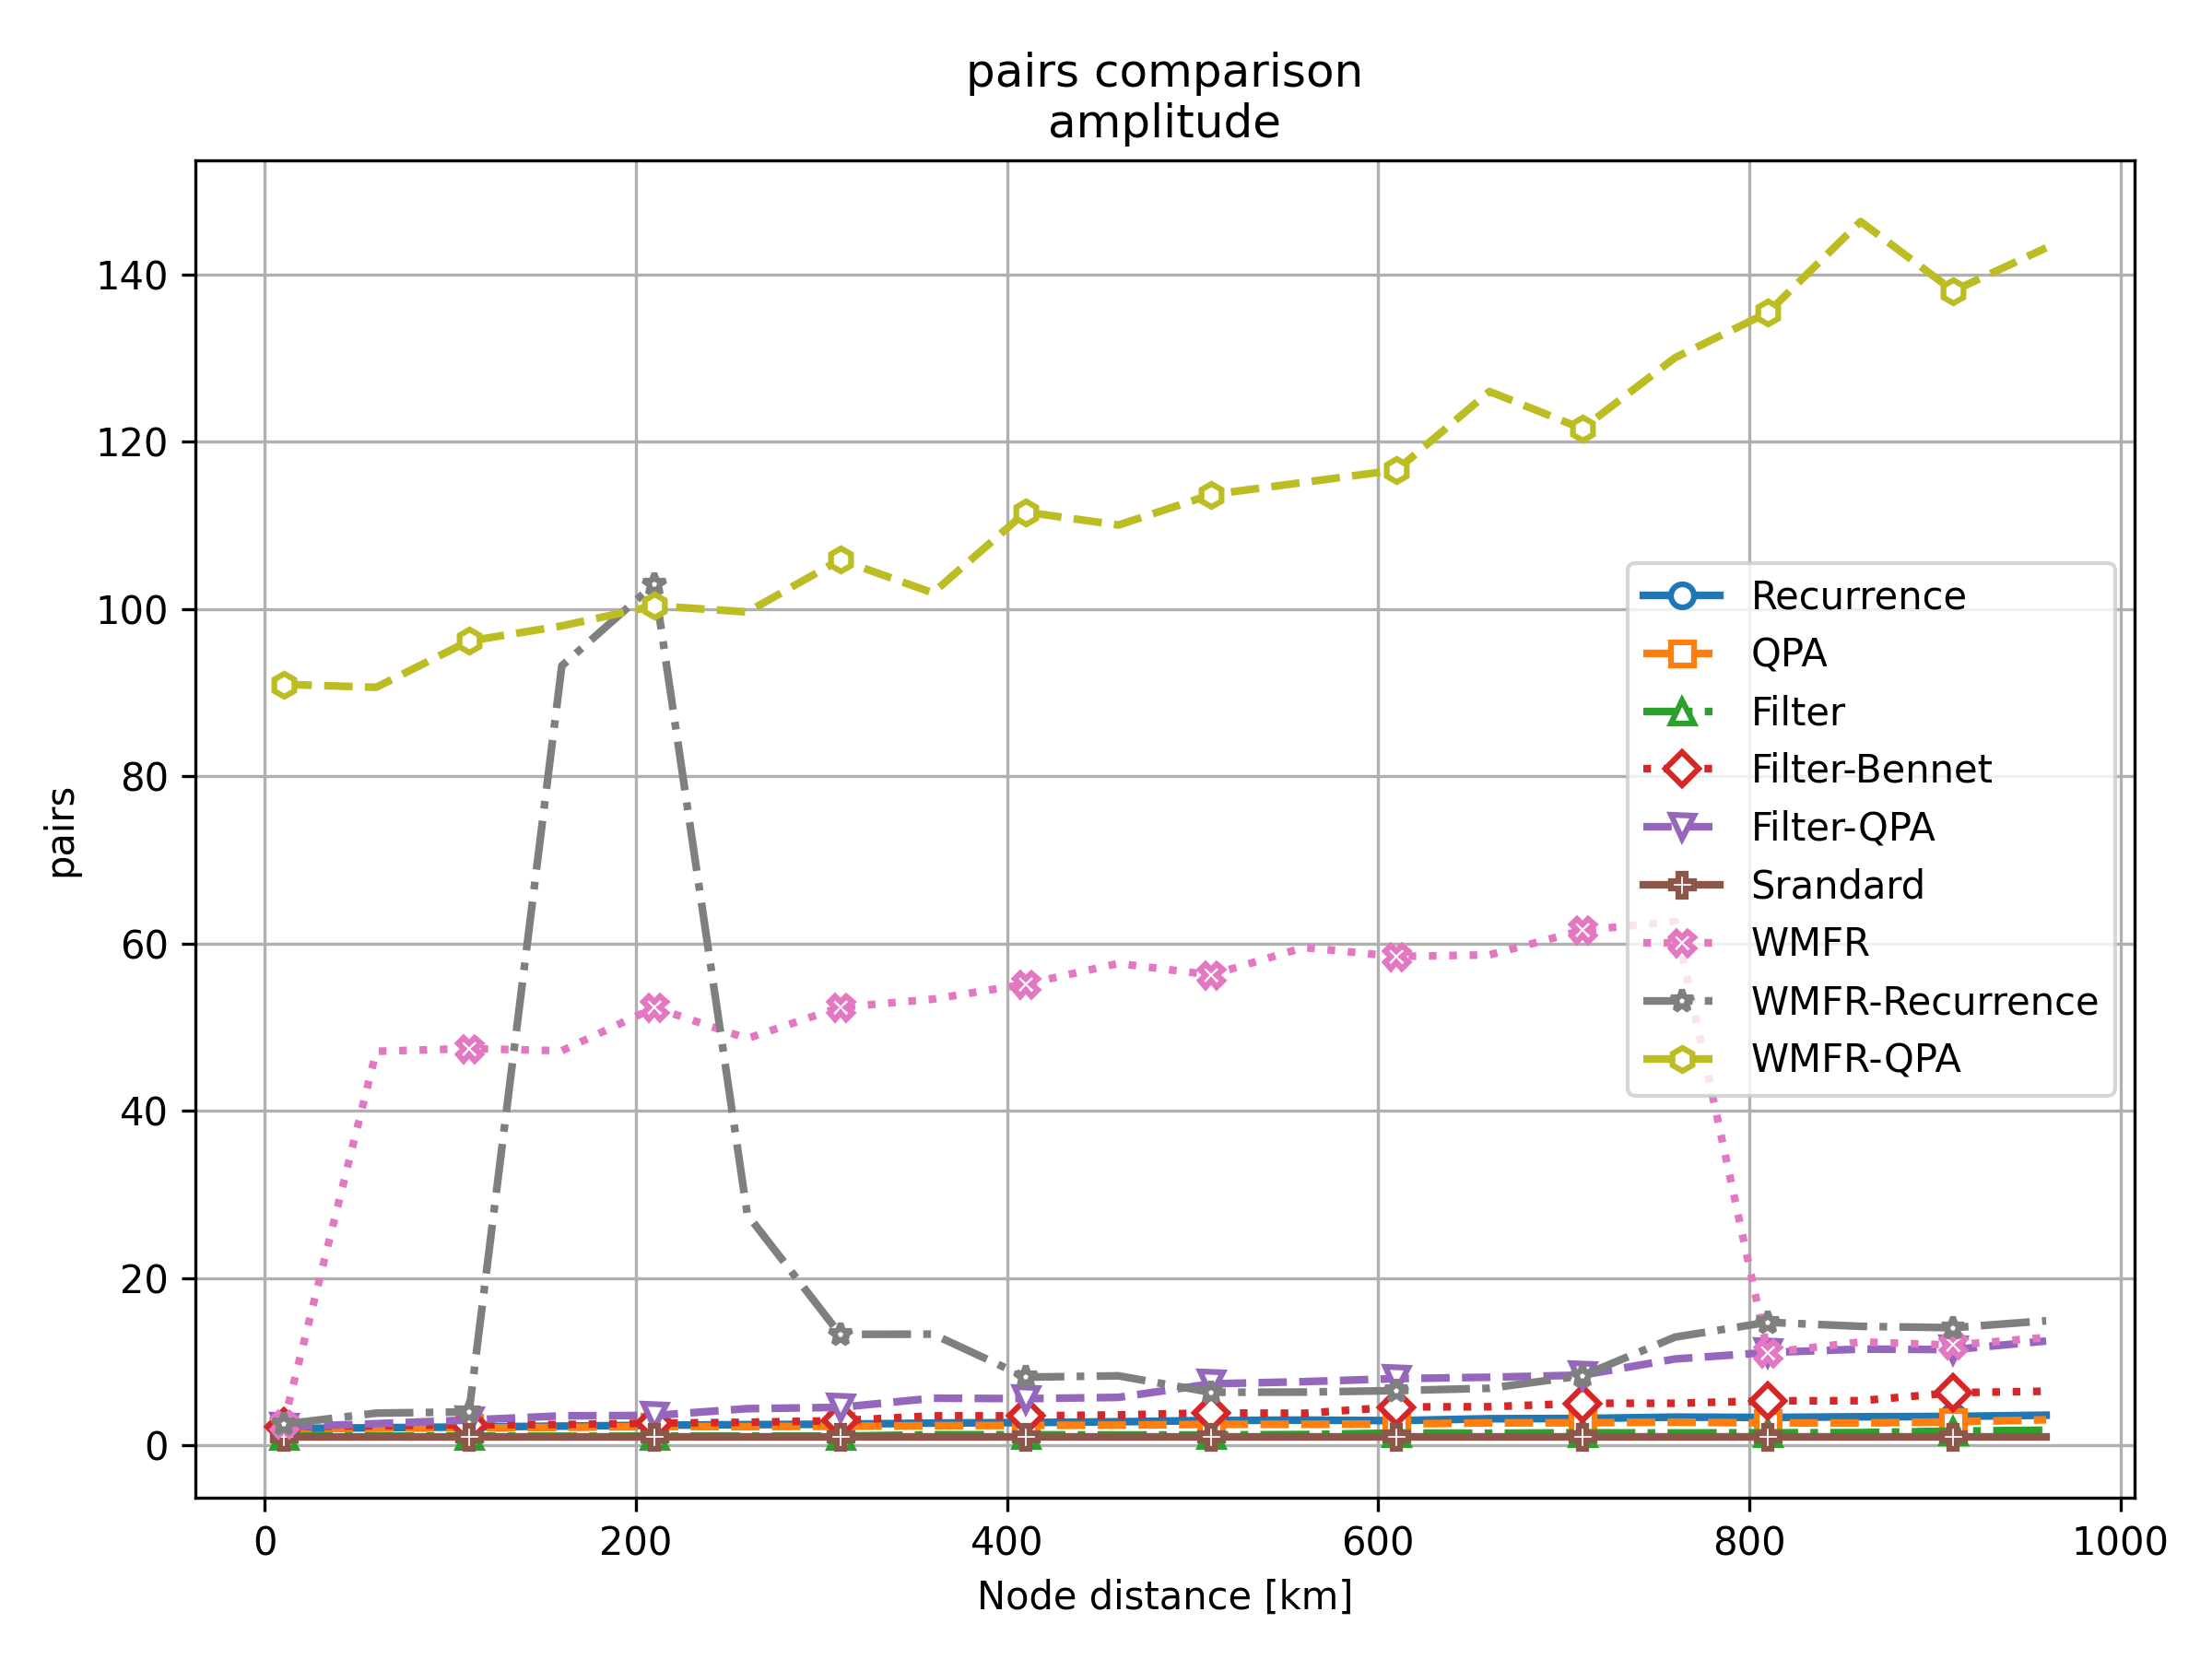 pairs comparison
amplitude
140
120
100
80
60
40
20
0
pairs
0 200 400 600 800 1000
Node distance [km]
Recurrence
QPA
Filter
Filter-Bennet
Filter-QPA
Srandard
WMFR
WMFR-Recurrence
WMFR-QPA